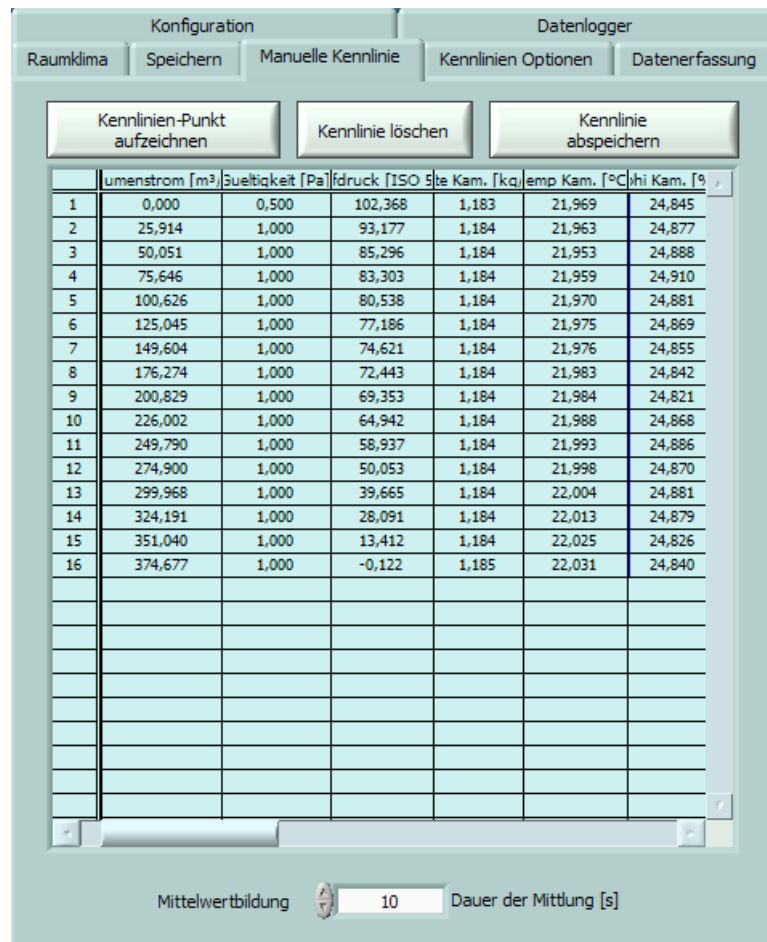 Konfiguration Datenlogger
Raumklima Speichern Manuelle Kennlinie Kennlinien Optionen Datenerfassung
Kennlinien-Punkt
aufzeichnen
Kennlinie löschen
Kennlinie
abspeichern
umenstrom [m³/ Gueltigkeit [Pa] fdruck [ISO 5 te Kam. [kg/ emp Kam. [°C phi Kam. [%
1 0,000 0,500 102,368 1,183 21,969 24,845
2 25,914 1,000 93,177 1,184 21,963 24,877
3 50,051 1,000 85,296 1,184 21,953 24,888
4 75,646 1,000 83,303 1,184 21,959 24,910
5 100,626 1,000 80,538 1,184 21,970 24,881
6 125,045 1,000 77,186 1,184 21,975 24,869
7 149,604 1,000 74,621 1,184 21,976 24,855
8 176,274 1,000 72,443 1,184 21,983 24,842
9 200,829 1,000 69,353 1,184 21,984 24,821
10 226,002 1,000 64,942 1,184 21,988 24,868
11 249,790 1,000 58,937 1,184 21,993 24,886
12 274,900 1,000 50,053 1,184 21,998 24,870
13 299,968 1,000 39,665 1,184 22,004 24,881
14 324,191 1,000 28,091 1,184 22,013 24,879
15 351,040 1,000 13,412 1,184 22,025 24,826
16 374,677 1,000 -0,122 1,185 22,031 24,840
Mittelwertbildung 10 Dauer der Mittlung [s]